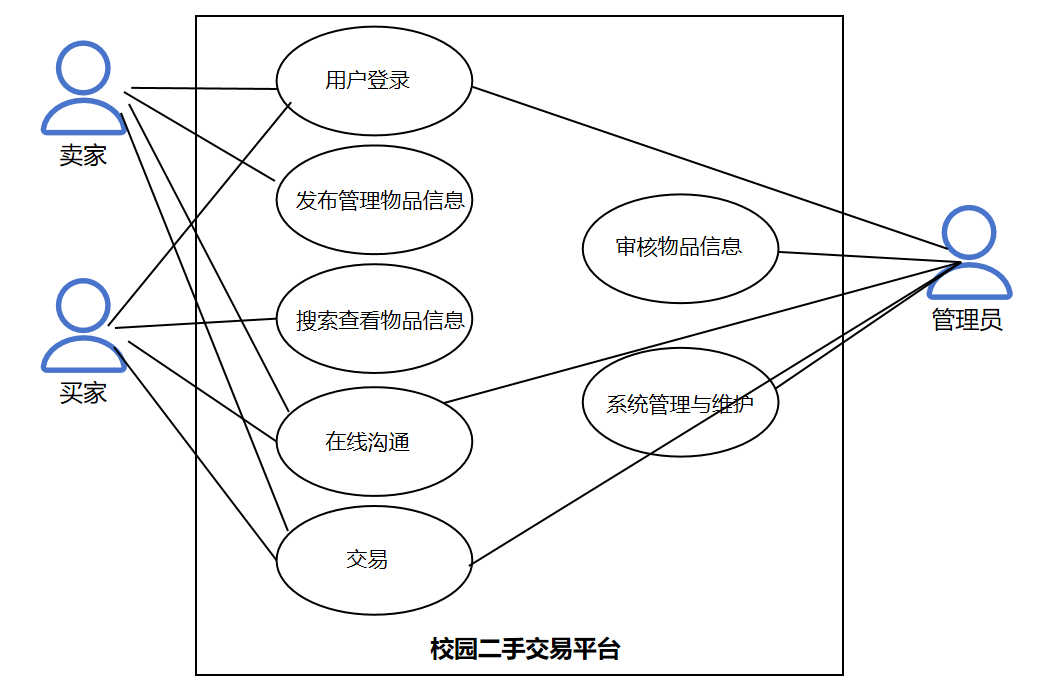 用户登录
卖家
发布管理物品信息
审核物品信息
管理员
搜索查看物品信息
买家
系统管理与维护
在线沟通
交易
校园二手交易平台